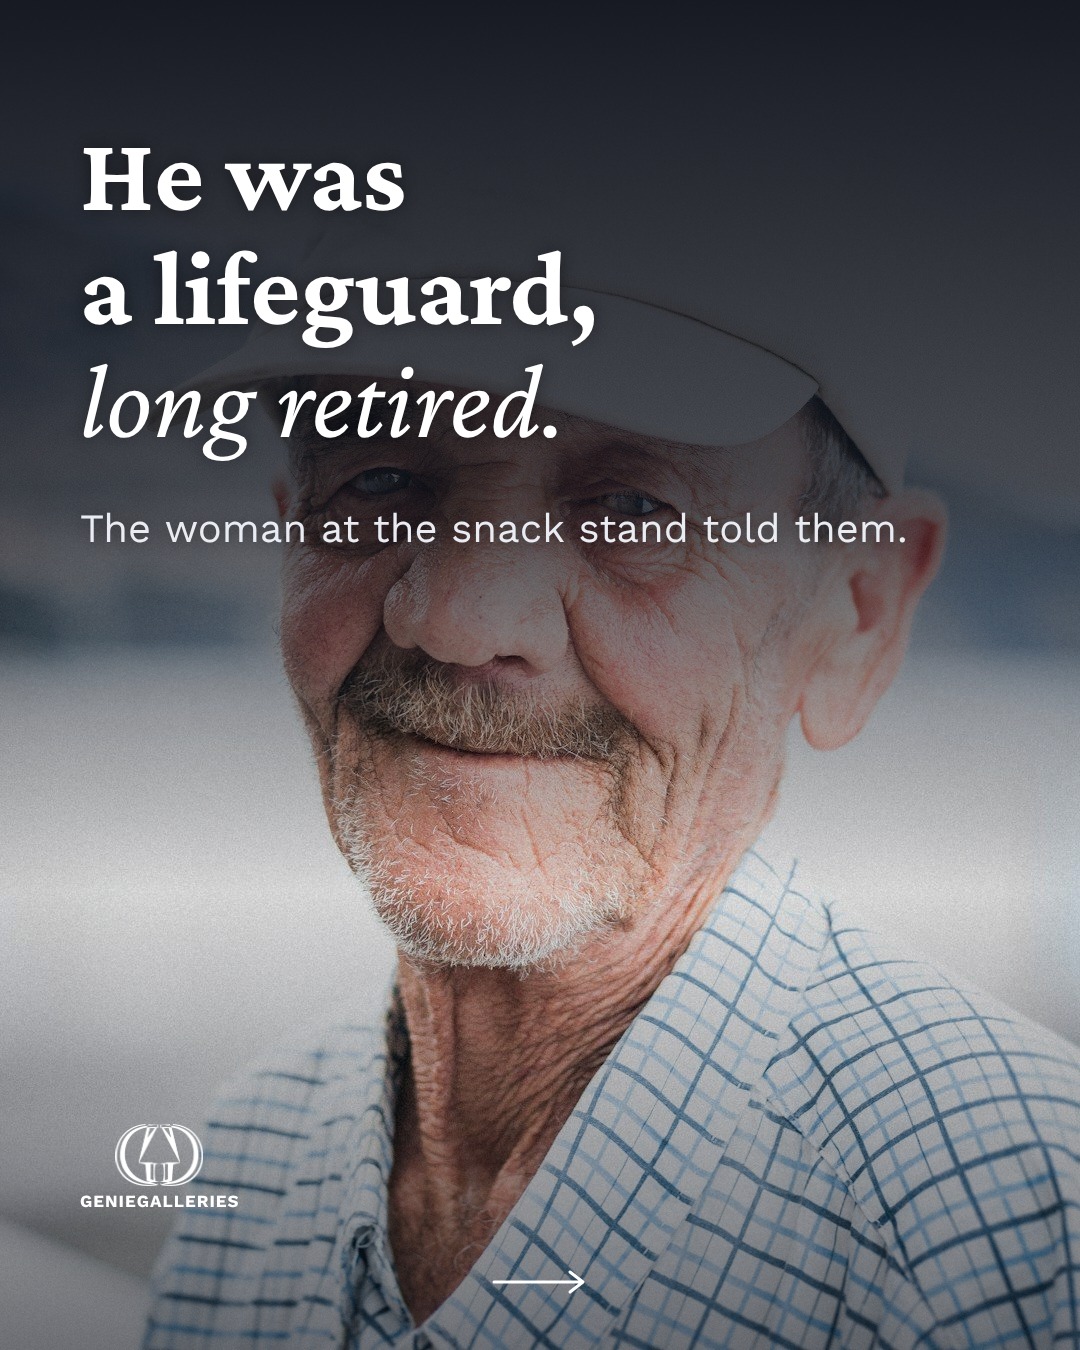 He was
a lifeguard,
long retired.
The woman at the snack stand told them.
GENIEGALLERIES